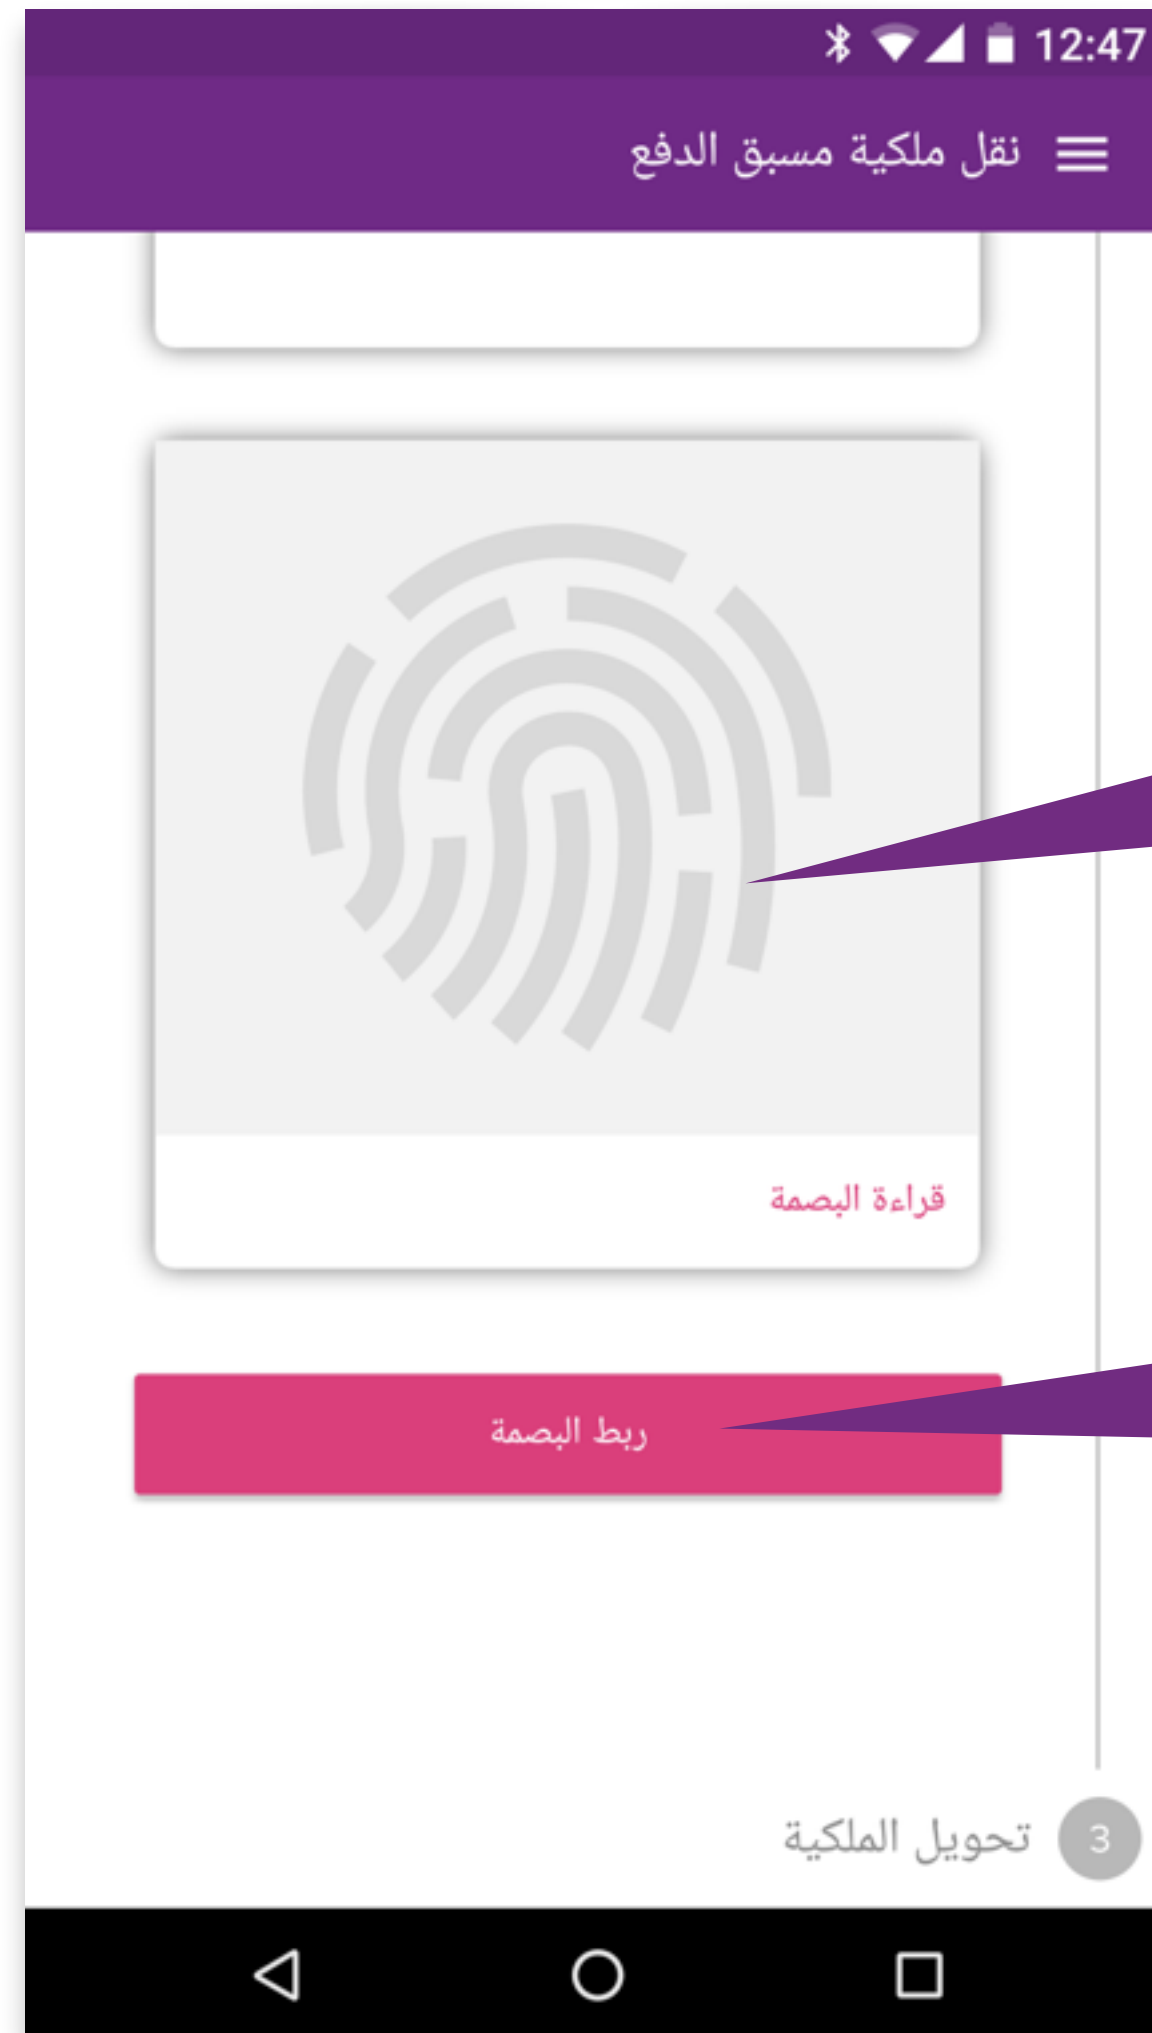 12:47
نقل ملكية مسبق الدفع
قراءة البصمة
ربط البصمة
3 تحويل الملكية